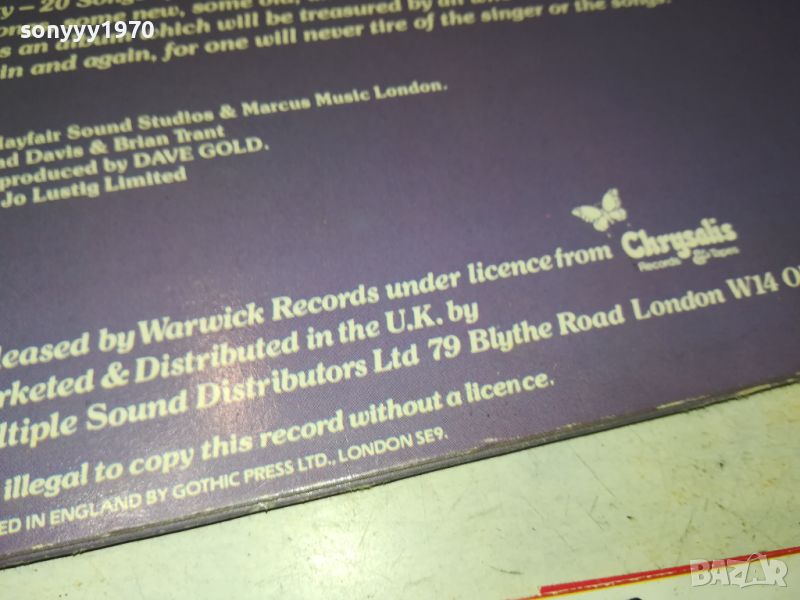 sonyyy1970
y – 20 Songs
some new, some old,
as an album which will be treasured by all
in and again, for one will never tire of the singer or the songs.
Mayfair Sound Studios & Marcus Music London.
nd Davis & Brian Trant
produced by DAVE GOLD.
Jo Lustig Limited
eleased by Warwick Records under licence from Chrysalis
Records & Tapes
rketed & Distributed in the U.K. by
ultiple Sound Distributors Ltd 79 Blythe Road London W14
illegal to copy this record without a licence.
ED IN ENGLAND BY GOTHIC PRESS LTD., LONDON SE9.
BAZAR